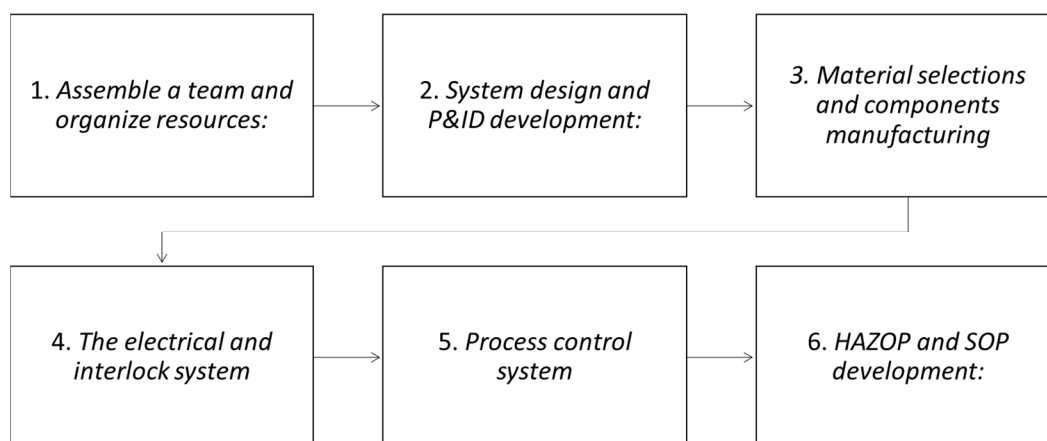 1. Assemble a team and
organize resources:
2. System design and
P&ID development:
3. Material selections
and components
manufacturing
4. The electrical and
interlock system
5. Process control
system
6. HAZOP and SOP
development: